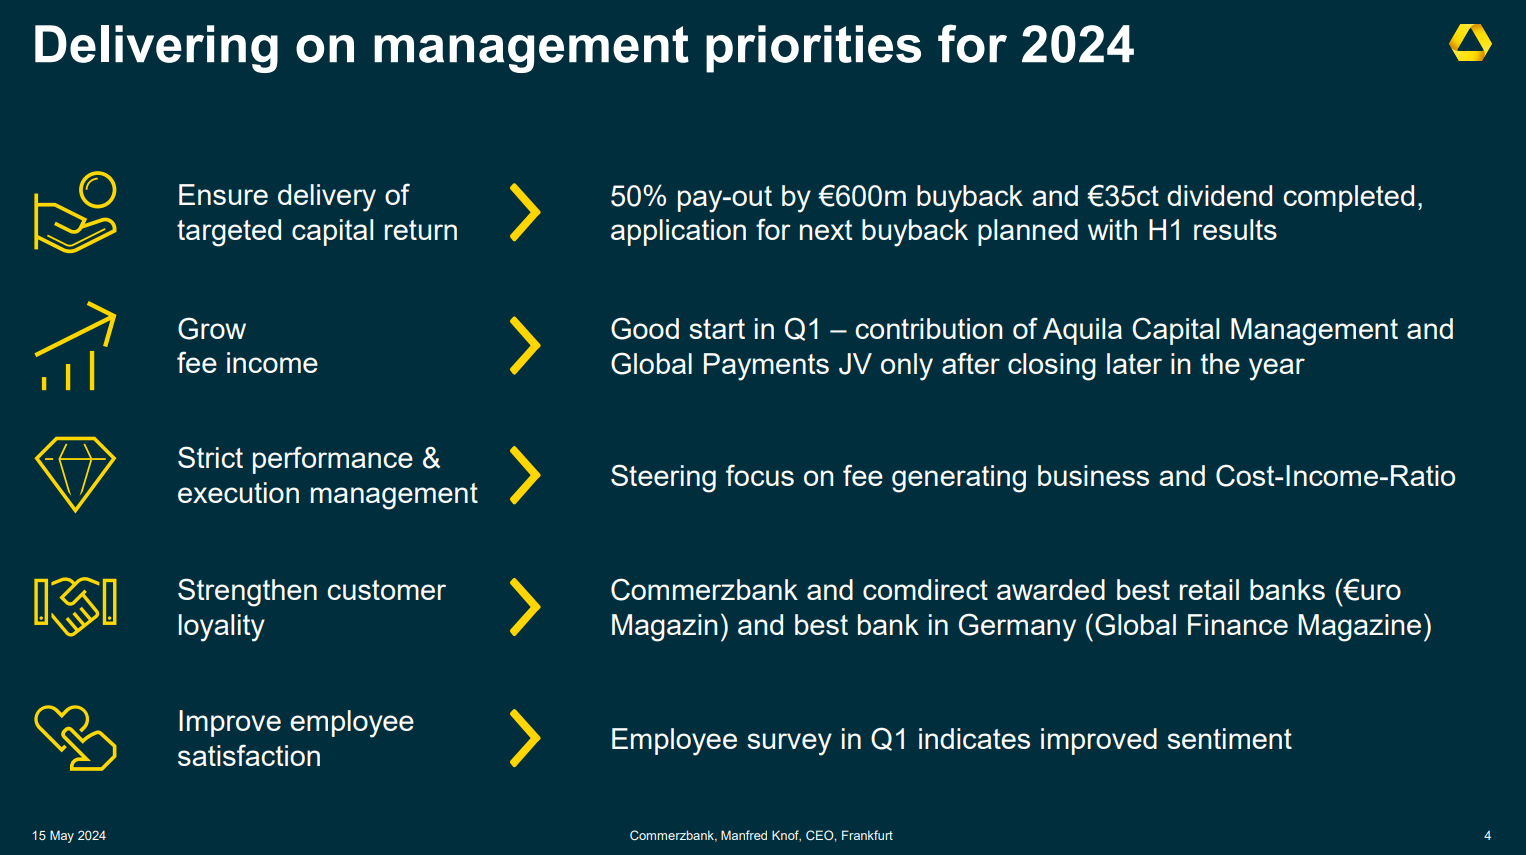 Delivering on management priorities for 2024
Ensure delivery of
targeted capital return
50% pay-out by €600m buyback and €35ct dividend completed,
application for next buyback planned with H1 results
Grow
fee income
Good start in Q1 – contribution of Aquila Capital Management and
Global Payments JV only after closing later in the year
Strict performance &
execution management
Steering focus on fee generating business and Cost-Income-Ratio
Strengthen customer
loyality
Commerzbank and comdirect awarded best retail banks (€uro
Magazin) and best bank in Germany (Global Finance Magazine)
Improve employee
satisfaction
Employee survey in Q1 indicates improved sentiment
15 May 2024
Commerzbank, Manfred Knof, CEO, Frankfurt
4